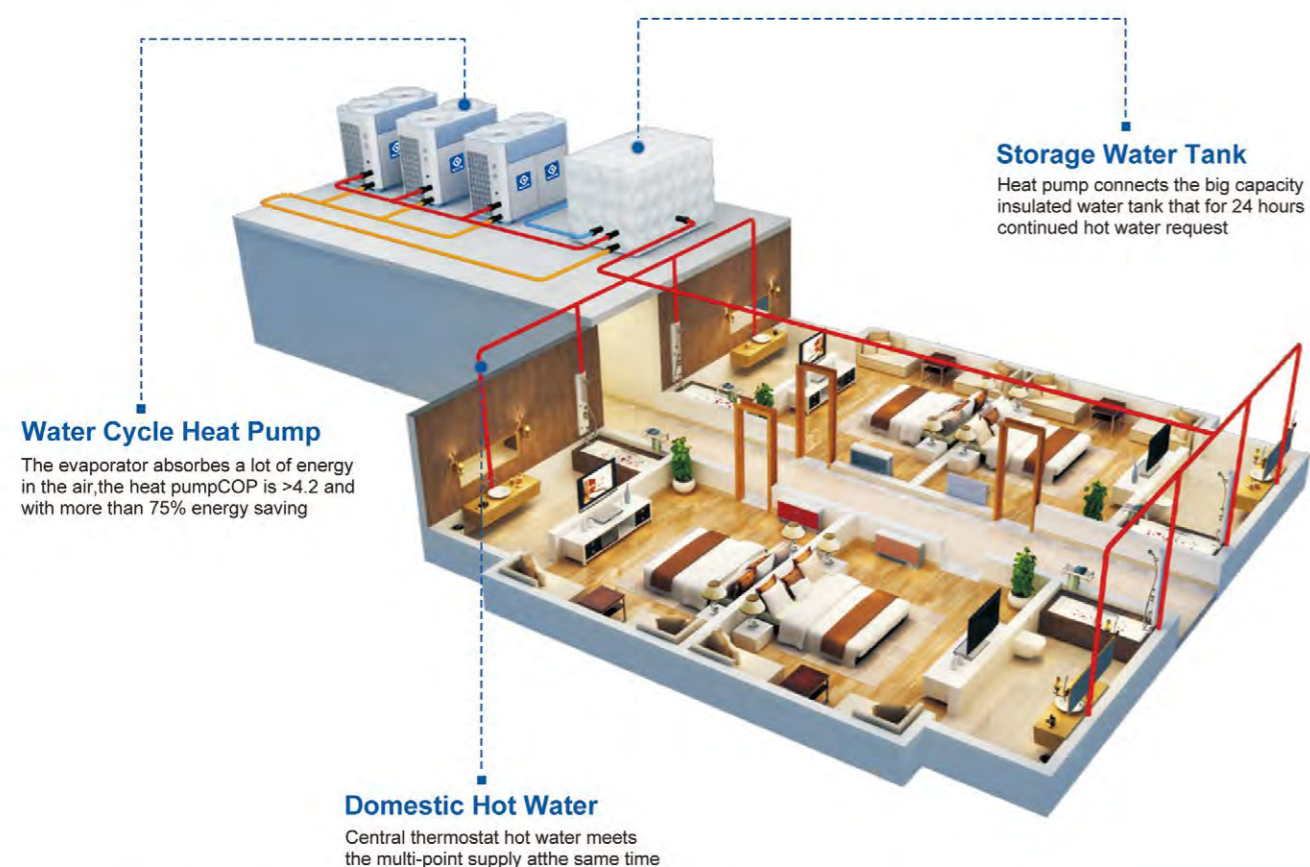 Storage Water Tank
Heat pump connects the big capacity
insulated water tank that for 24 hours
continued hot water request
Water Cycle Heat Pump
The evaporator absorbes a lot of energy
in the air,the heat pumpCOP is >4.2 and
with more than 75% energy saving
Domestic Hot Water
Central thermostat hot water meets
the multi-point supply atthe same time